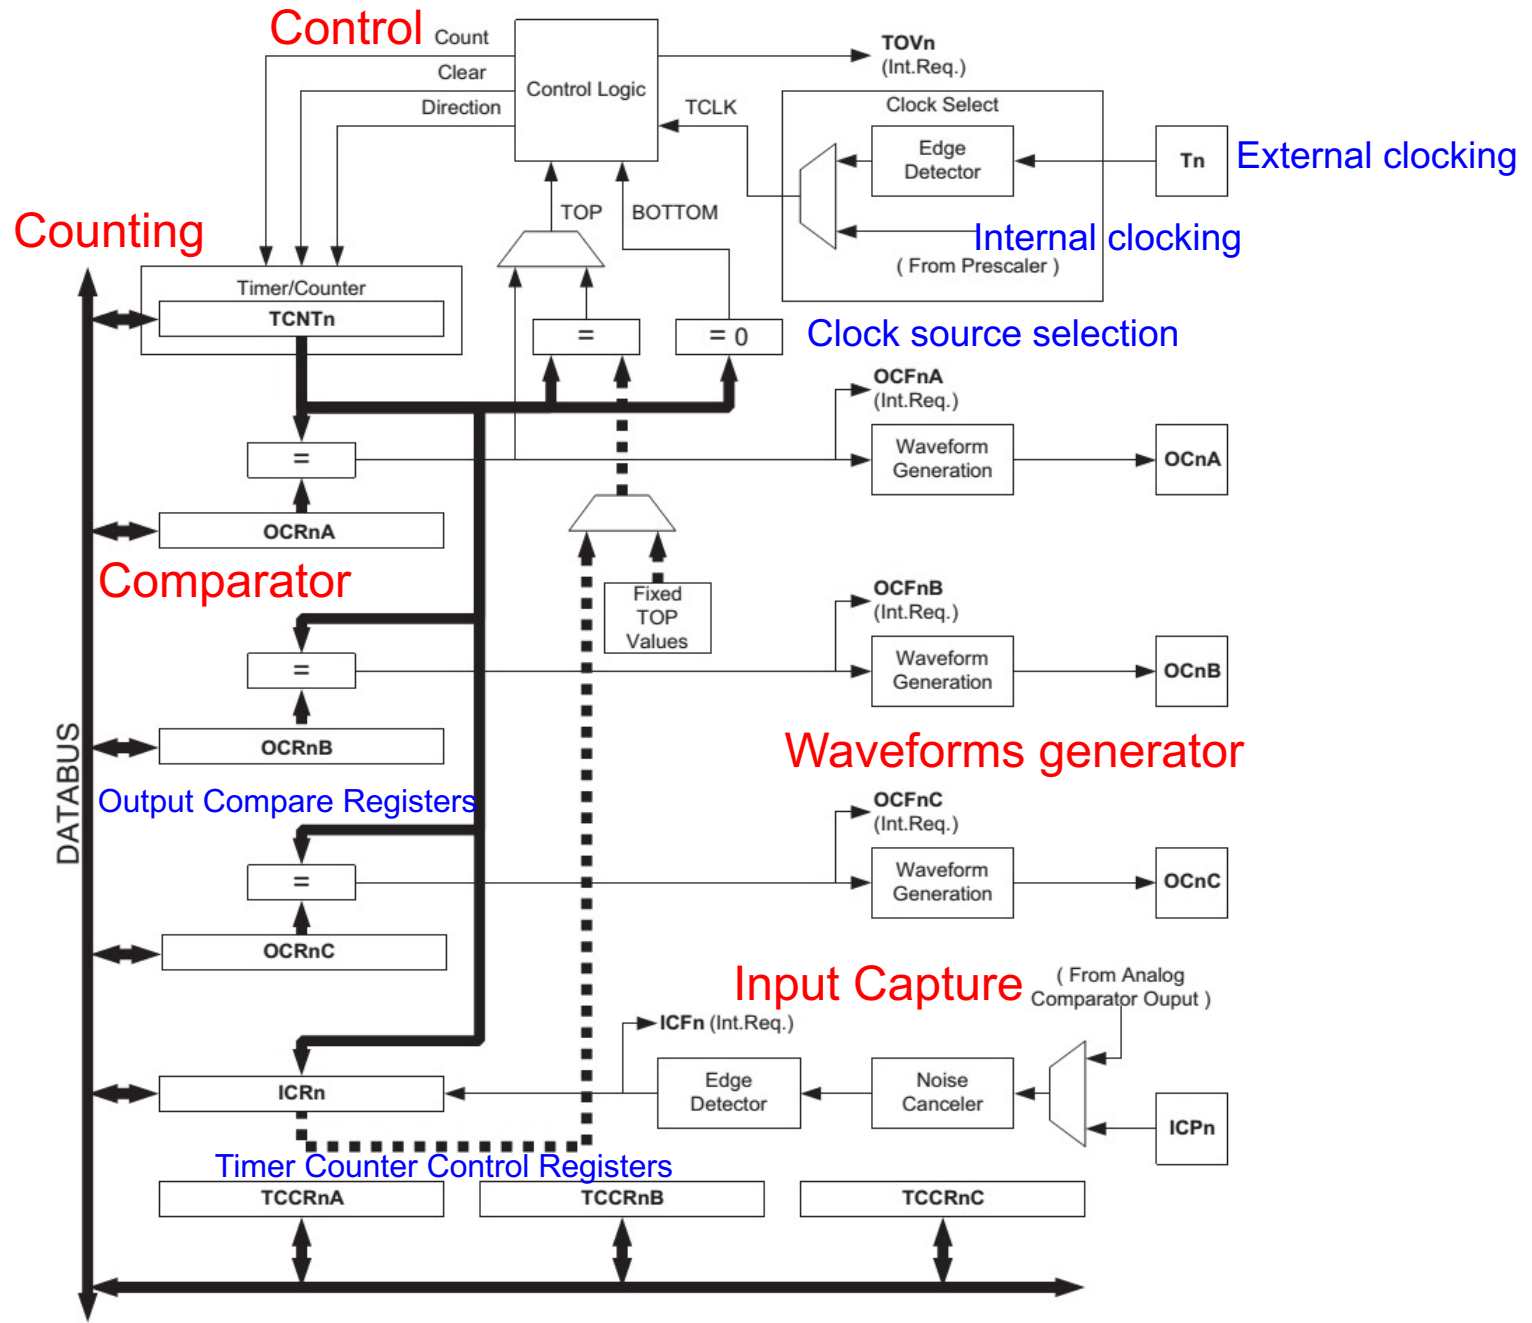 Control
Count
Clear
Direction
Control Logic
TOVn
(Int.Req.)
TCLK
Clock Select
Edge
Detector
Tn
External clocking
TOP
BOTTOM
Internal clocking
( From Prescaler )
Counting
Timer/Counter
TCNTn
=
= 0
Clock source selection
OCFnA
(Int.Req.)
=
Waveform
Generation
OCnA
OCRnA
Comparator
Fixed
TOP
Values
OCFnB
(Int.Req.)
=
Waveform
Generation
OCnB
OCRnB
Waveforms generator
DATABUS
Output Compare Registers
OCFnC
(Int.Req.)
=
Waveform
Generation
OCnC
OCRnC
Input Capture
( From Analog
Comparator Ouput )
ICFn (Int.Req.)
ICRn
Edge
Detector
Noise
Canceler
ICPn
Timer Counter Control Registers
TCCRnA
TCCRnB
TCCRnC